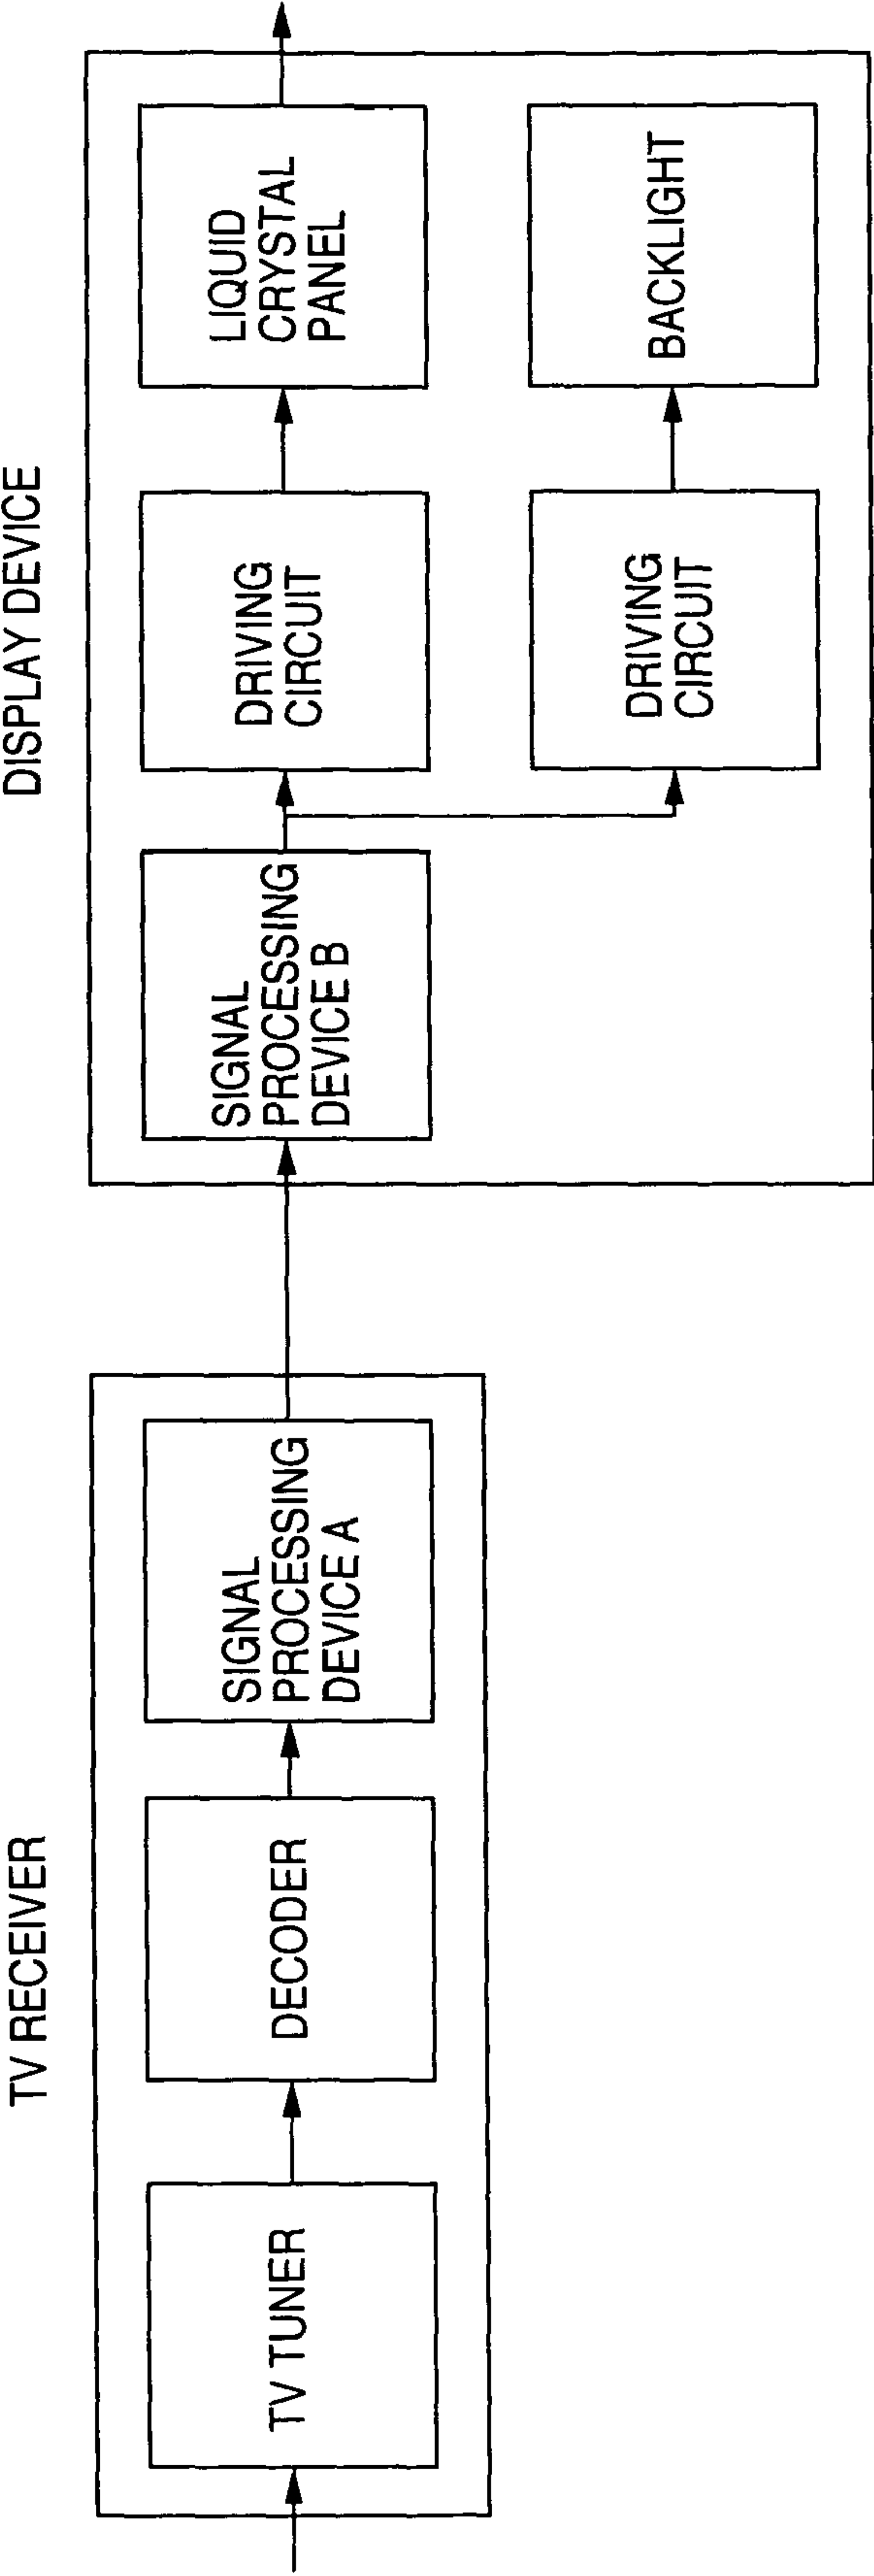 TV RECEIVER
TV TUNER
DECODER
SIGNAL
PROCESSING
DEVICE A
DISPLAY DEVICE
SIGNAL
PROCESSING
DEVICE B
DRIVING
CIRCUIT
LIQUID
CRYSTAL
PANEL
DRIVING
CIRCUIT
BACKLIGHT